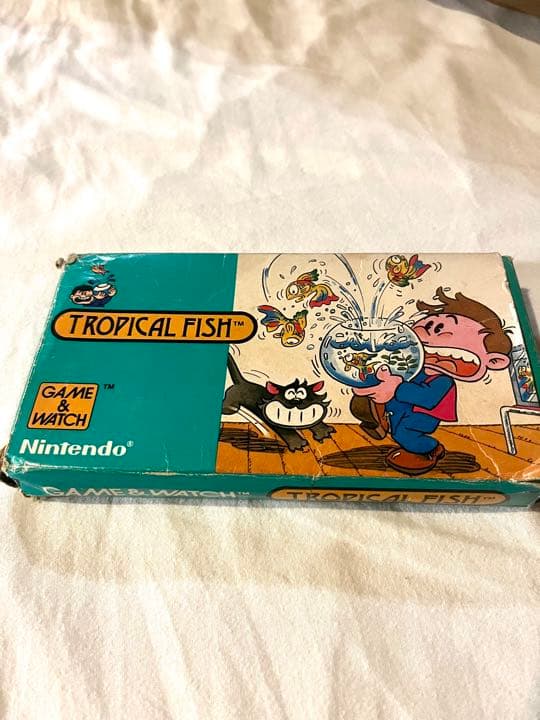 TROPICAL FISH™
GAME
&
WATCH™
Nintendo®
GAME & WATCH™
TROPICAL FISH™